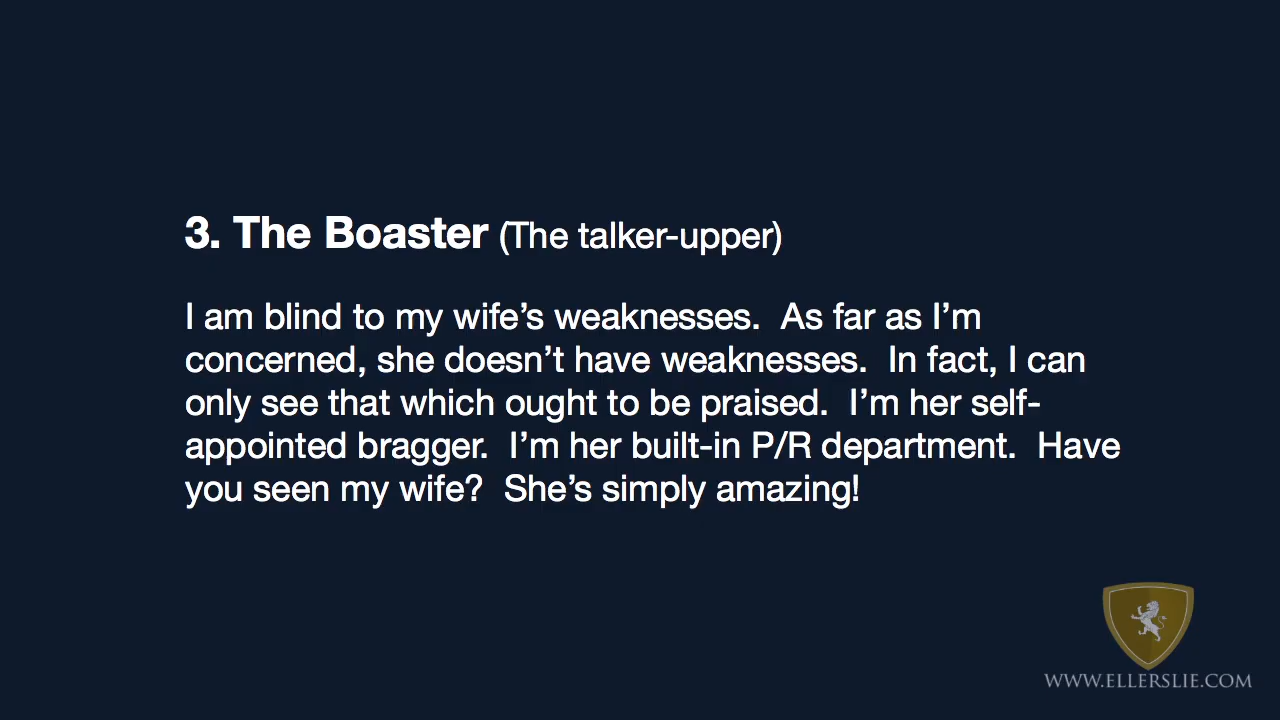 3. The Boaster (The talker-upper)
I am blind to my wife’s weaknesses.  As far as I’m
concerned, she doesn’t have weaknesses.  In fact, I can
only see that which ought to be praised.  I’m her self-
appointed bragger.  I’m her built-in P/R department.  Have
you seen my wife?  She’s simply amazing!
WWW.ELLERSLIE.COM